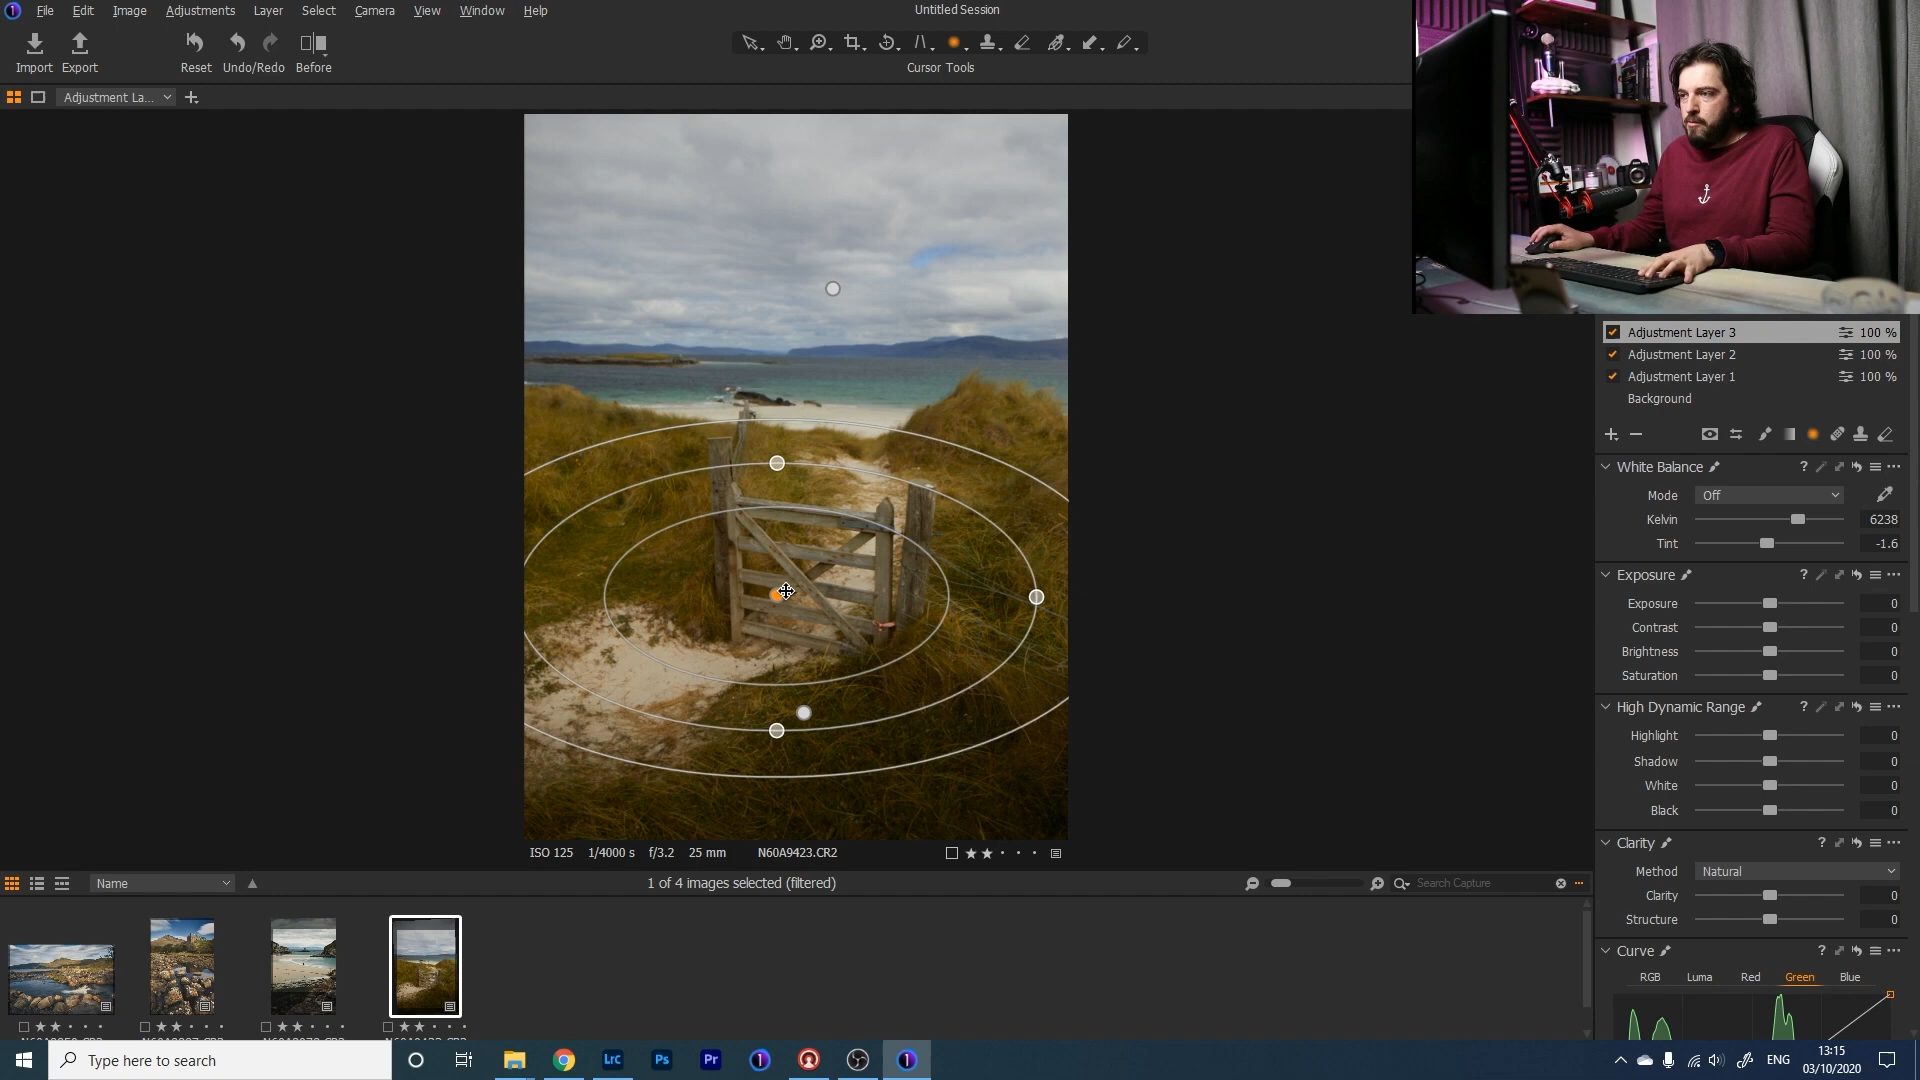 File Edit Image Adjustments Layer Select Camera View Window Help
Untitled Session
Import Export Reset Undo/Redo Before
Cursor Tools
Adjustment La...
Adjustment Layer 3 100 %
Adjustment Layer 2 100 %
Adjustment Layer 1 100 %
Background
White Balance
Mode Off
Kelvin 6238
Tint -1.6
Exposure
Exposure 0
Contrast 0
Brightness 0
Saturation 0
High Dynamic Range
Highlight 0
Shadow 0
White 0
Black 0
Clarity
Method Natural
Clarity 0
Structure 0
Curve
RGB Luma Red Green Blue
ISO 125 1/4000 s f/3.2 25 mm N60A9423.CR2
Name
1 of 4 images selected (filtered)
Search Capture
Type here to search
Lrc Ps Pr
ENG
13:15
03/10/2020